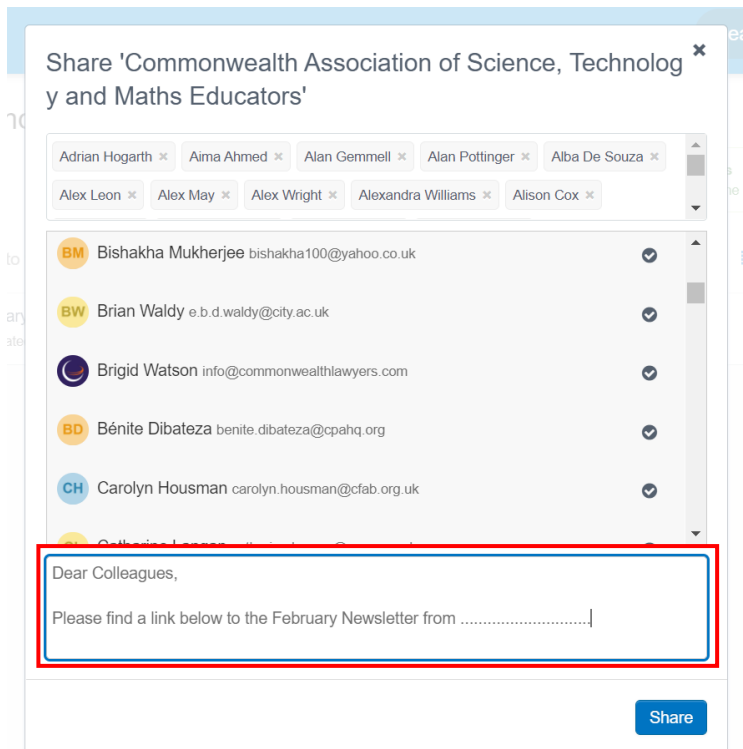 Share 'Commonwealth Association of Science, Technolog
y and Maths Educators'
Adrian Hogarth × Aima Ahmed × Alan Gemmell × Alan Pottinger × Alba De Souza ×
Alex Leon × Alex May × Alex Wright × Alexandra Williams × Alison Cox ×
BM Bishakha Mukherjee bishakha100@yahoo.co.uk
BW Brian Waldy e.b.d.waldy@city.ac.uk
Brigid Watson info@commonwealthlawyers.com
BD Bénite Dibateza benite.dibateza@cpahq.org
CH Carolyn Housman carolyn.housman@cfab.org.uk
Dear Colleagues,
Please find a link below to the February Newsletter from .............................
Share